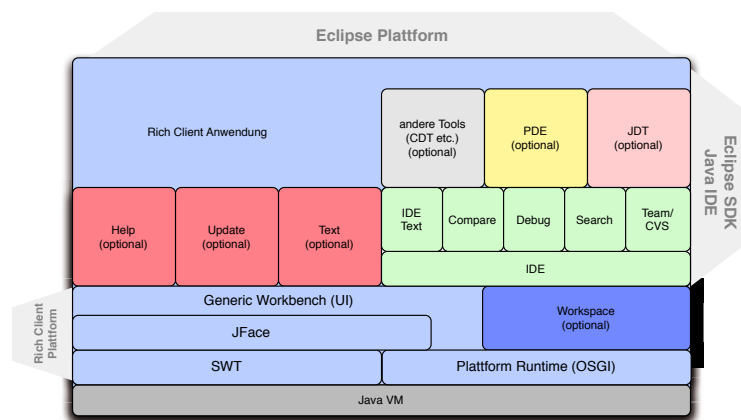 Eclipse Plattform
Rich Client Anwendung
andere Tools
(CDT etc.)
(optional)
PDE
(optional)
JDT
(optional)
Eclipse SDK
Java IDE
Help
(optional)
Update
(optional)
Text
(optional)
IDE
Text
Compare
Debug
Search
Team/
CVS
IDE
Rich Client
Plattform
Generic Workbench (UI)
Workspace
(optional)
JFace
SWT
Plattform Runtime (OSGI)
Java VM